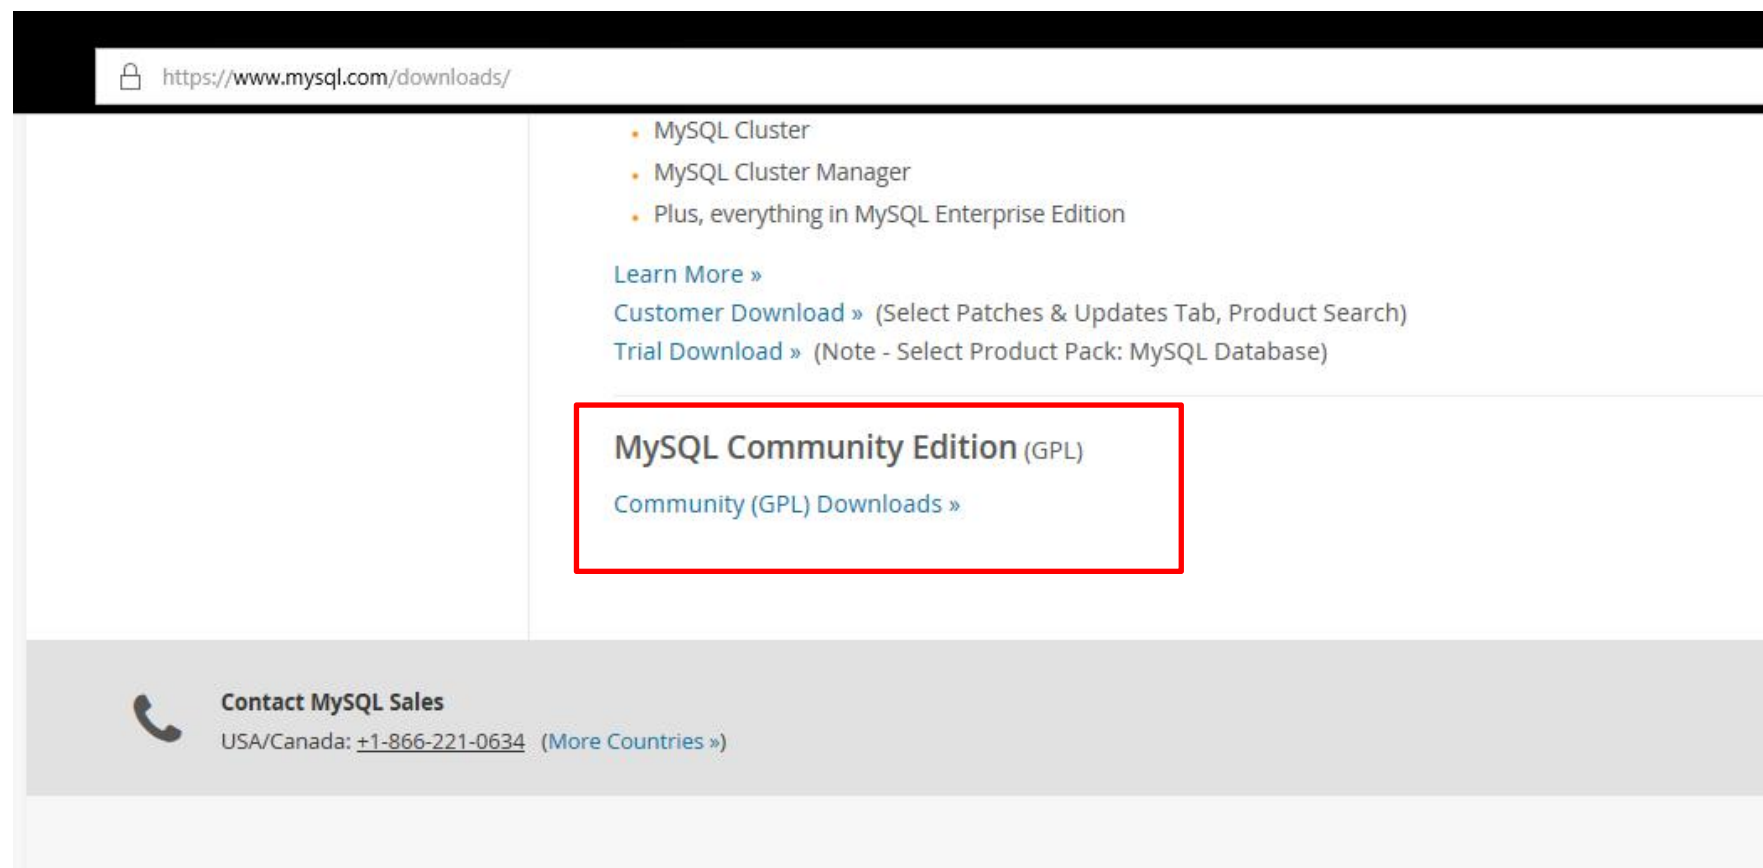 https://www.mysql.com/downloads/
MySQL Cluster
MySQL Cluster Manager
Plus, everything in MySQL Enterprise Edition
Learn More »
Customer Download » (Select Patches & Updates Tab, Product Search)
Trial Download » (Note - Select Product Pack: MySQL Database)
MySQL Community Edition (GPL)
Community (GPL) Downloads »
Contact MySQL Sales
USA/Canada: +1-866-221-0634 (More Countries »)